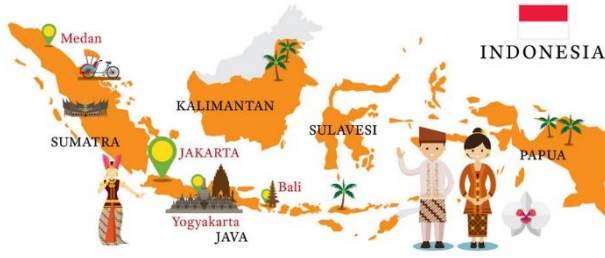 Medan
INDONESIA
KALIMANTAN
SUMATRA
SULAVESI
JAKARTA
PAPUA
Bali
Yogyakarta
JAVA